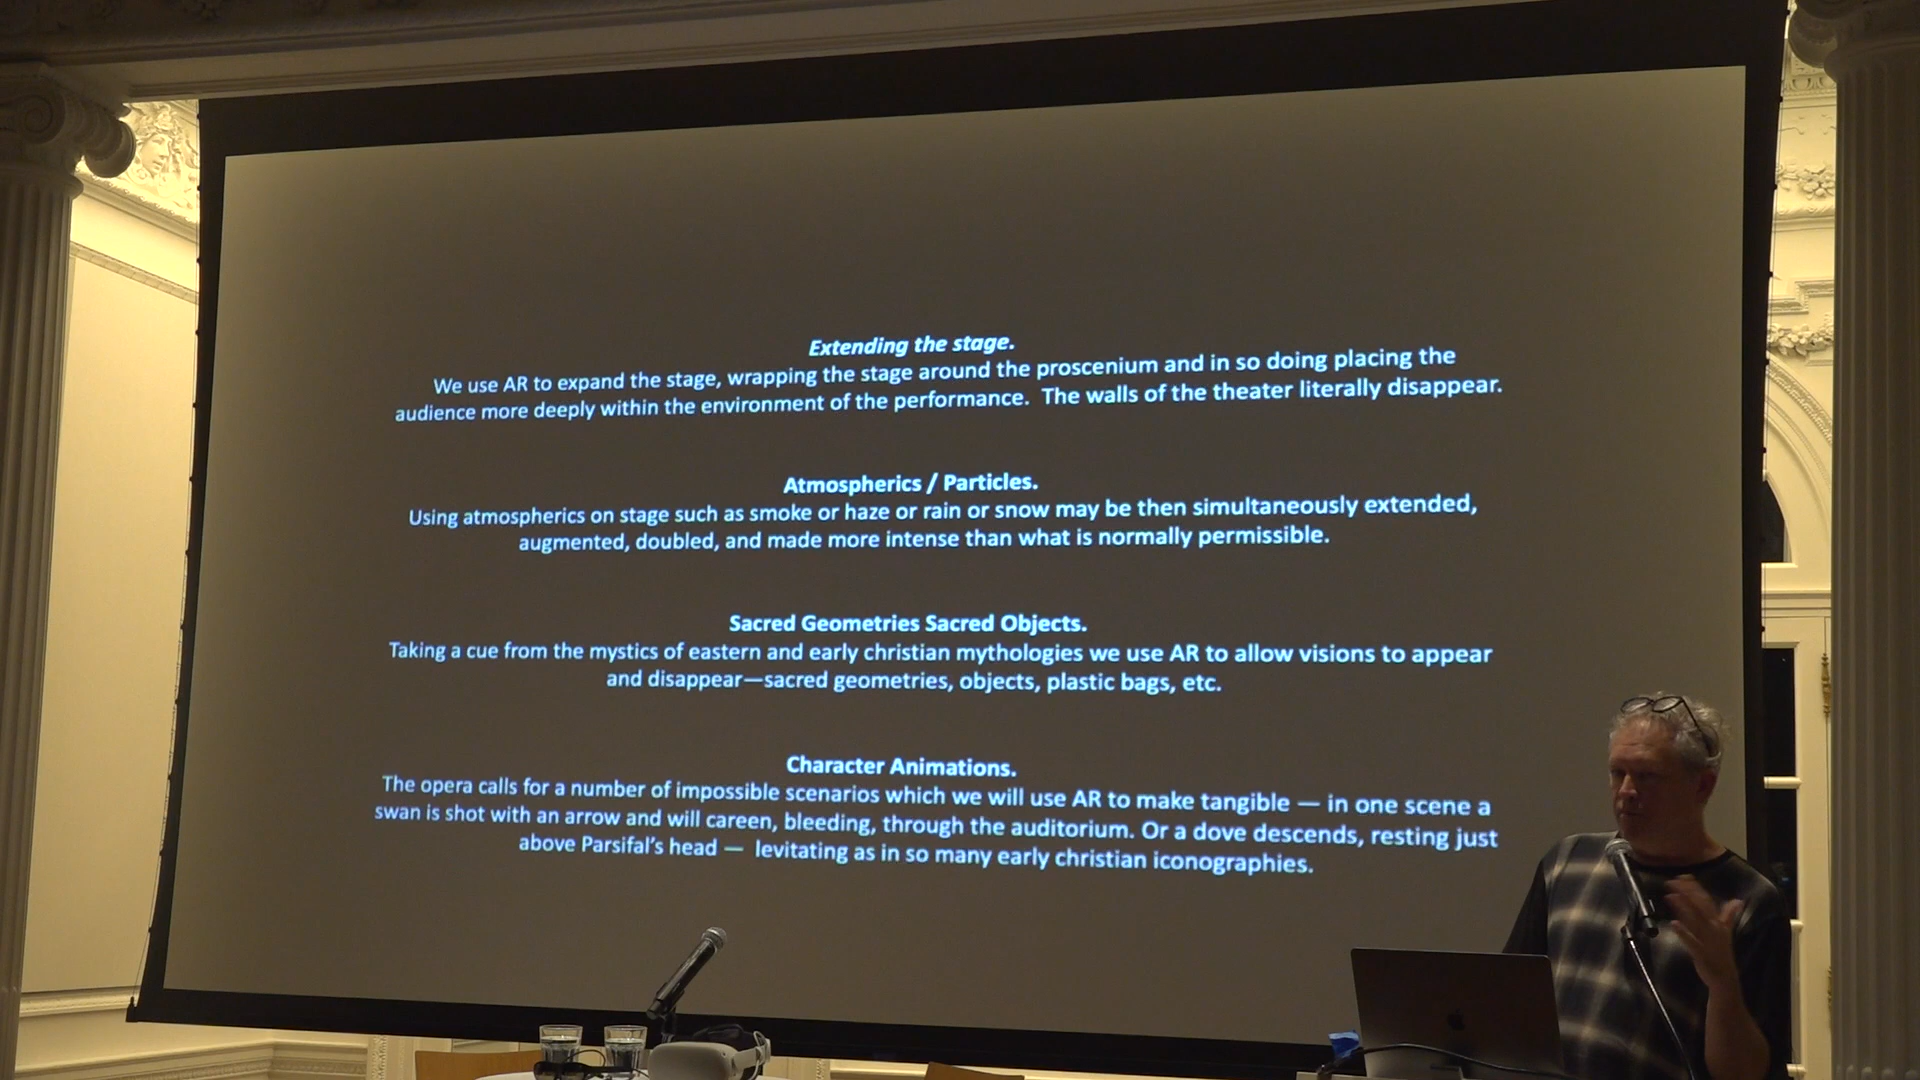 Extending the stage.
We use AR to expand the stage, wrapping the stage around the proscenium and in so doing placing the
audience more deeply within the environment of the performance.  The walls of the theater literally disappear.
Atmospherics / Particles.
Using atmospherics on stage such as smoke or haze or rain or snow may be then simultaneously extended,
augmented, doubled, and made more intense than what is normally permissible.
Sacred Geometries Sacred Objects.
Taking a cue from the mystics of eastern and early christian mythologies we use AR to allow visions to appear
and disappear—sacred geometries, objects, plastic bags, etc.
Character Animations.
The opera calls for a number of impossible scenarios which we will use AR to make tangible — in one scene a
swan is shot with an arrow and will careen, bleeding, through the auditorium. Or a dove descends, resting just
above Parsifal's head —  levitating as in so many early christian iconographies.